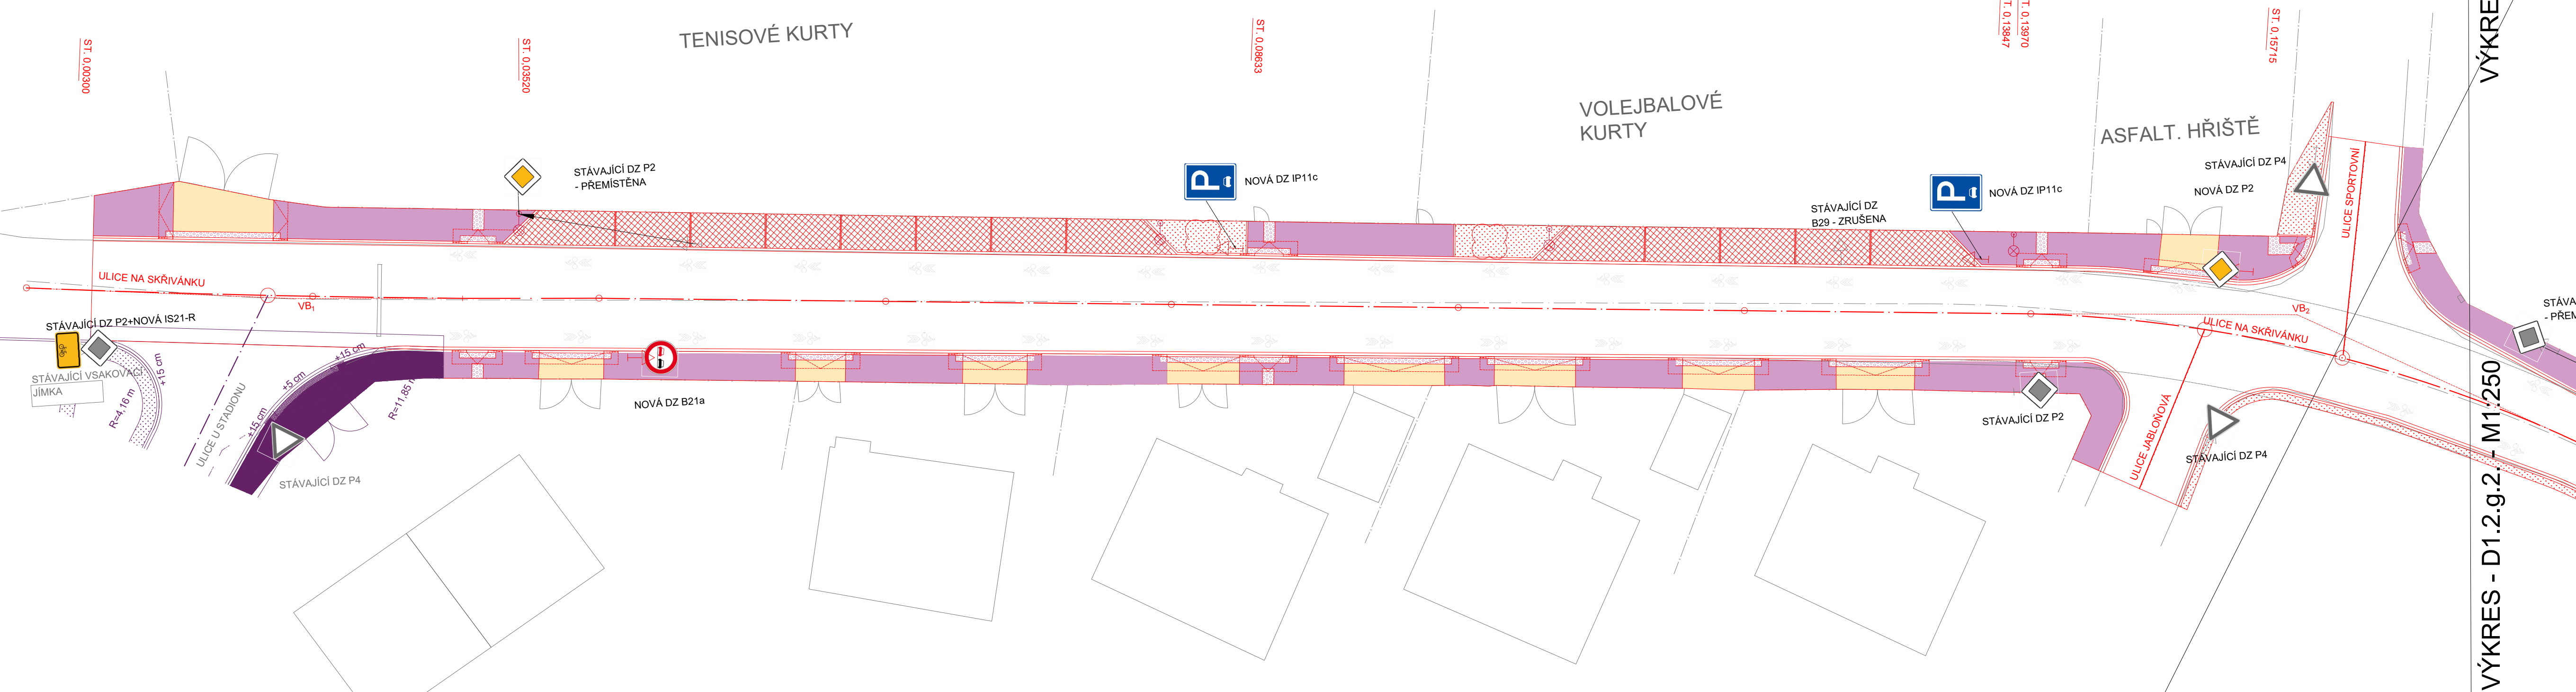 ST. 0,00300
ST. 0,03520
TENISOVÉ KURTY
ST. 0,08633
T. 0,13847
T. 0,13970
ST. 0,15715
VÝKRE
VOLEJBALOVÉ
KURTY
ASFALT. HŘIŠTĚ
STÁVAJÍCÍ DZ P2
- PŘEMÍSTĚNA
P
NOVÁ DZ IP11c
P
NOVÁ DZ IP11c
STÁVAJÍCÍ DZ
B29 - ZRUŠENA
STÁVAJÍCÍ DZ P4
NOVÁ DZ P2
ULICE SPORTOVNÍ
ULICE NA SKŘIVÁNKU
VB1
VB2
ULICE NA SKŘIVÁNKU
STÁVA
- PŘEM
STÁVAJÍCÍ DZ P2+NOVÁ IS21-R
STÁVAJÍCÍ VSAKOVACÍ
JÍMKA
+15 cm
R=4,16 m
ULICE U STADIONU
+15 cm
+5 cm
+15 cm
R=11,85
STÁVAJÍCÍ DZ P4
NOVÁ DZ B21a
STÁVAJÍCÍ DZ P2
ULICE JABLOŇOVÁ
STÁVAJÍCÍ DZ P4
VÝKRES - D1.2.g.2. - M1:250